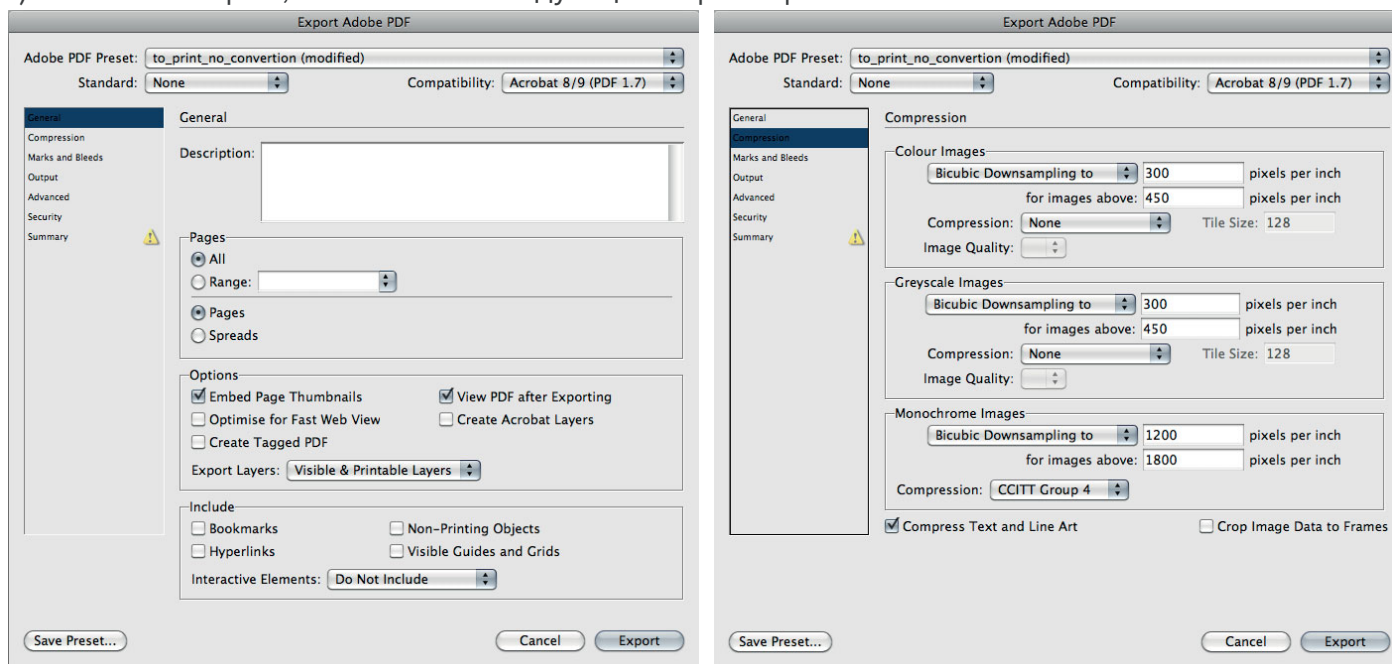 Export Adobe PDF
Adobe PDF Preset: to_print_no_convertion (modified)
Standard: None Compatibility: Acrobat 8/9 (PDF 1.7)
General
Compression
Marks and Bleeds
Output
Advanced
Security
Summary
General
Description:
Pages
All
Range:
Pages
Spreads
Options
Embed Page Thumbnails View PDF after Exporting
Optimise for Fast Web View Create Acrobat Layers
Create Tagged PDF
Export Layers: Visible & Printable Layers
Include
Bookmarks Non-Printing Objects
Hyperlinks Visible Guides and Grids
Interactive Elements: Do Not Include
Save Preset... Cancel Export
Export Adobe PDF
Adobe PDF Preset: to_print_no_convertion (modified)
Standard: None Compatibility: Acrobat 8/9 (PDF 1.7)
General
Compression
Marks and Bleeds
Output
Advanced
Security
Summary
Compression
Colour Images
Bicubic Downsampling to 300 pixels per inch
for images above: 450 pixels per inch
Compression: None Tile Size: 128
Image Quality:
Greyscale Images
Bicubic Downsampling to 300 pixels per inch
for images above: 450 pixels per inch
Compression: None Tile Size: 128
Image Quality:
Monochrome Images
Bicubic Downsampling to 1200 pixels per inch
for images above: 1800 pixels per inch
Compression: CCITT Group 4
Compress Text and Line Art Crop Image Data to Frames
Save Preset... Cancel Export